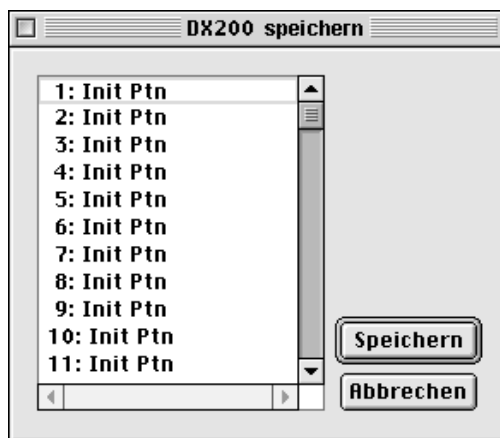 DX200 speichern
1: Init Ptn
2: Init Ptn
3: Init Ptn
4: Init Ptn
5: Init Ptn
6: Init Ptn
7: Init Ptn
8: Init Ptn
9: Init Ptn
10: Init Ptn
11: Init Ptn
Speichern
Abbrechen